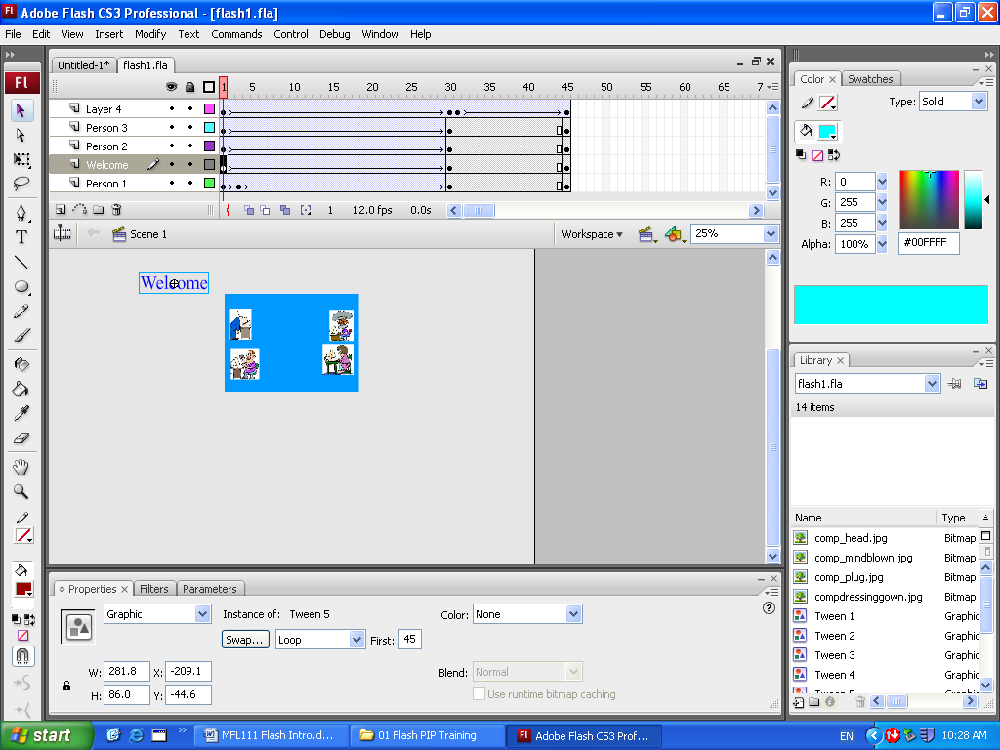 Fl Adobe Flash CS3 Professional - [flash1.fla]
File Edit View Insert Modify Text Commands Control Debug Window Help
Untitled-1* flash1.fla
Fl
1 5 10 15 20 25 30 35 40 45 50 55 60 65 7
Layer 4
Person 3
Person 2
Welcome
Person 1
1 12.0 fps 0.0s
Scene 1 Workspace 25%
Welcome
T
Properties Filters Parameters
Graphic Instance of: Tween 5 Color: None
Swap... Loop First: 45
W: 281.8 X: -209.1 Blend: Normal
H: 86.0 Y: -44.6 Use runtime bitmap caching
Color Swatches
Type: Solid
R: 0
G: 255
B: 255
Alpha: 100% #00FFFF
Library
flash1.fla
14 items
Name Type
comp_head.jpg Bitmap
comp_mindblown.jpg Bitmap
comp_plug.jpg Bitmap
compdressinggown.jpg Bitmap
Tween 1 Graphic
Tween 2 Graphic
Tween 3 Graphic
Tween 4 Graphic
start MFL111 Flash Intro.d... 01 Flash PIP Training Fl Adobe Flash CS3 Prof... EN 10:28 AM